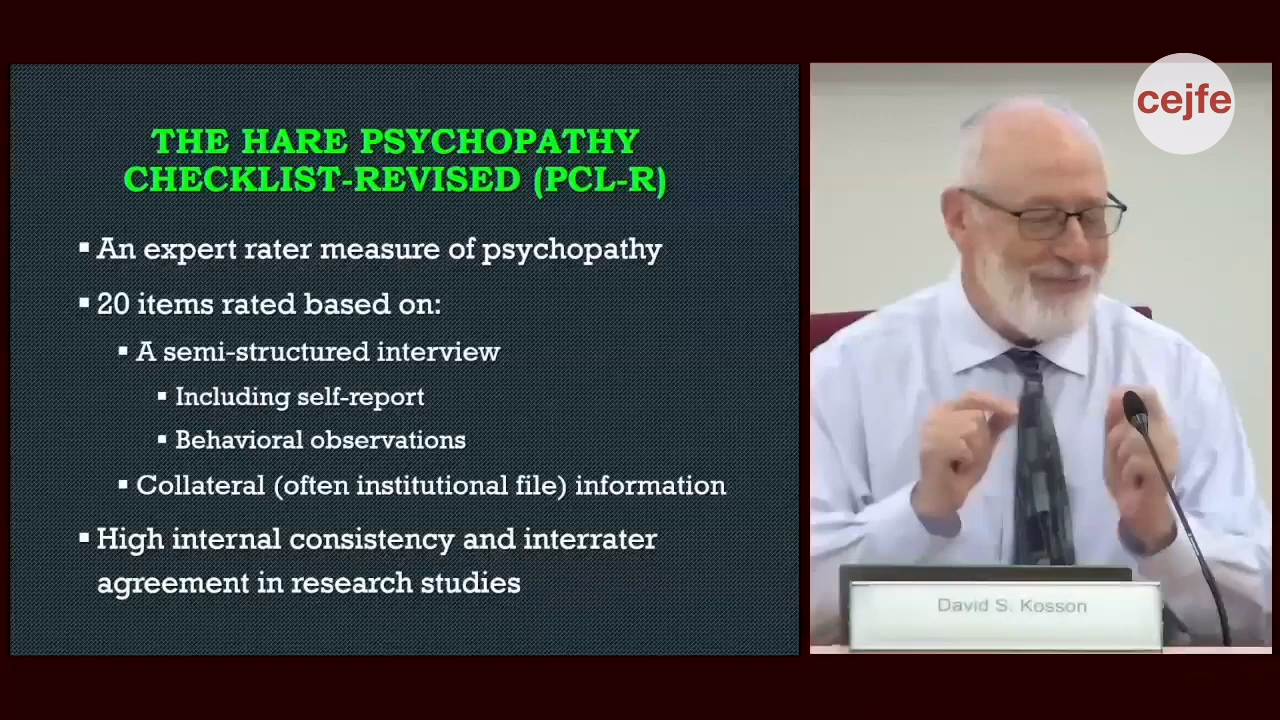 THE HARE PSYCHOPATHY
CHECKLIST-REVISED (PCL-R)
▪ An expert rater measure of psychopathy
▪ 20 items rated based on:
▪ A semi-structured interview
▪ Including self-report
▪ Behavioral observations
▪ Collateral (often institutional file) information
▪ High internal consistency and interrater
agreement in research studies
cejfe
David S. Kosson